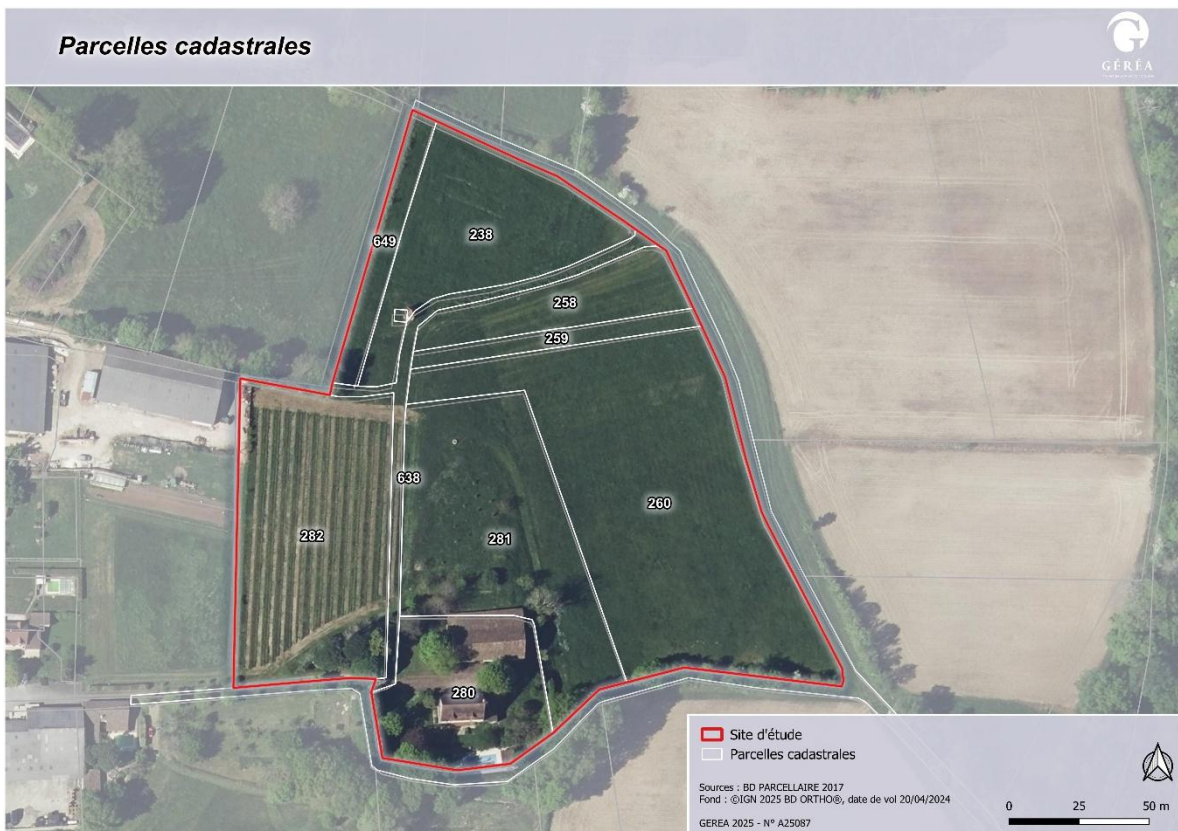 Parcelles cadastrales
GÉRÉA
649
238
258
259
638
260
282
281
280
Site d'étude
Parcelles cadastrales
Sources : BD PARCELLAIRE 2017
Fond : ©IGN 2025 BD ORTHO®, date de vol 20/04/2024
GEREA 2025 - N° A25087
0 25 50 m